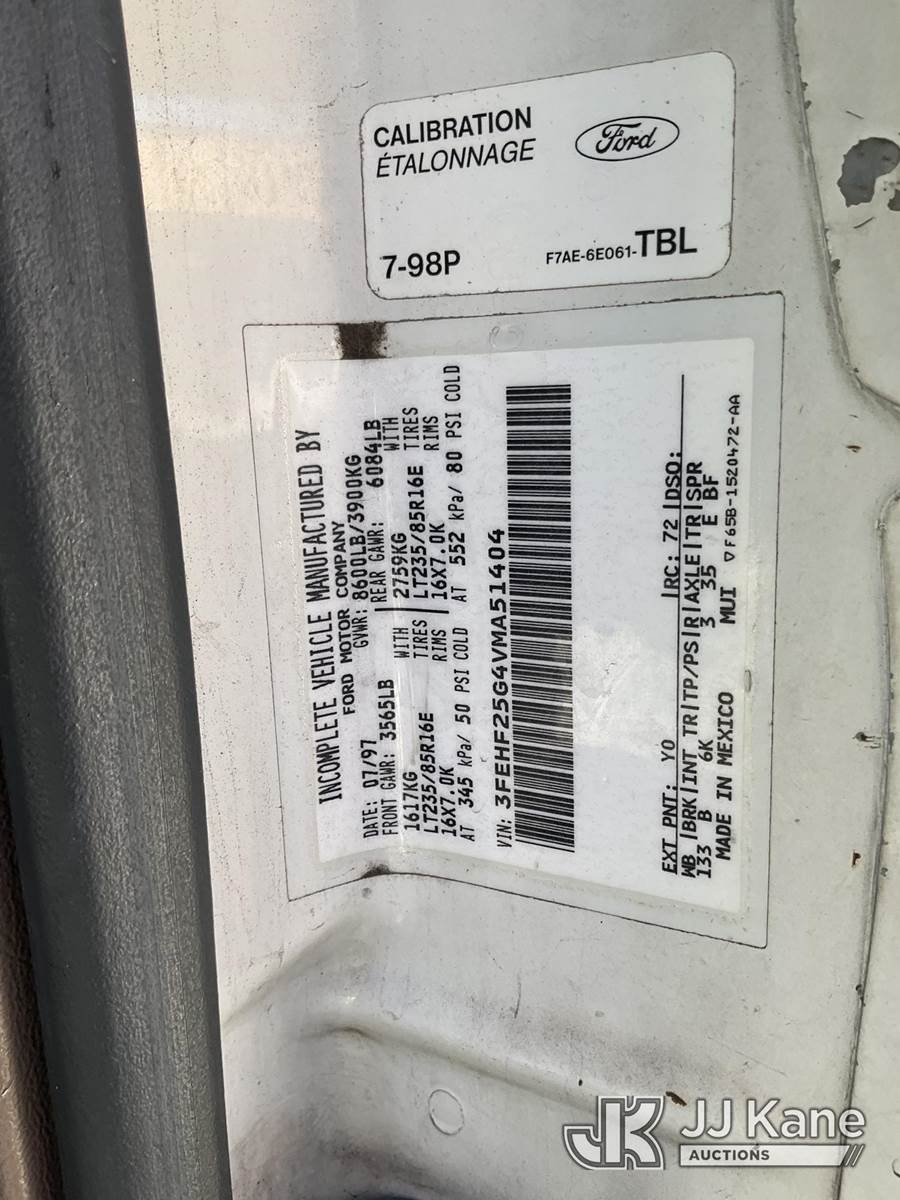 CALIBRATION
ÉTALONNAGE
Ford
7-98P
F7AE-6E061-TBL
INCOMPLETE VEHICLE MANUFACTURED BY
FORD MOTOR COMPANY
DATE: 07/97 GVWR: 8600LB/3900KG
FRONT GAWR: 3565LB REAR GAWR: 6084LB
1617KG WITH 2759KG WITH
LT235/85R16E TIRES LT235/85R16E TIRES
16X7.0K RIMS 16X7.0K RIMS
AT 345 kPa/ 50 PSI COLD AT 552 kPa/ 80 PSI COLD
VIN: 3FEHF25G4VMA51404
EXT PNT: YO |RC: 72 |DSO:
WB |BRK|INT TR|TP/PS|R|AXLE|TR|SPR
133 B 6K 3 35 E BF
MADE IN MEXICO MUI ▽F65B-1520472-AA
JK JJ Kane
AUCTIONS